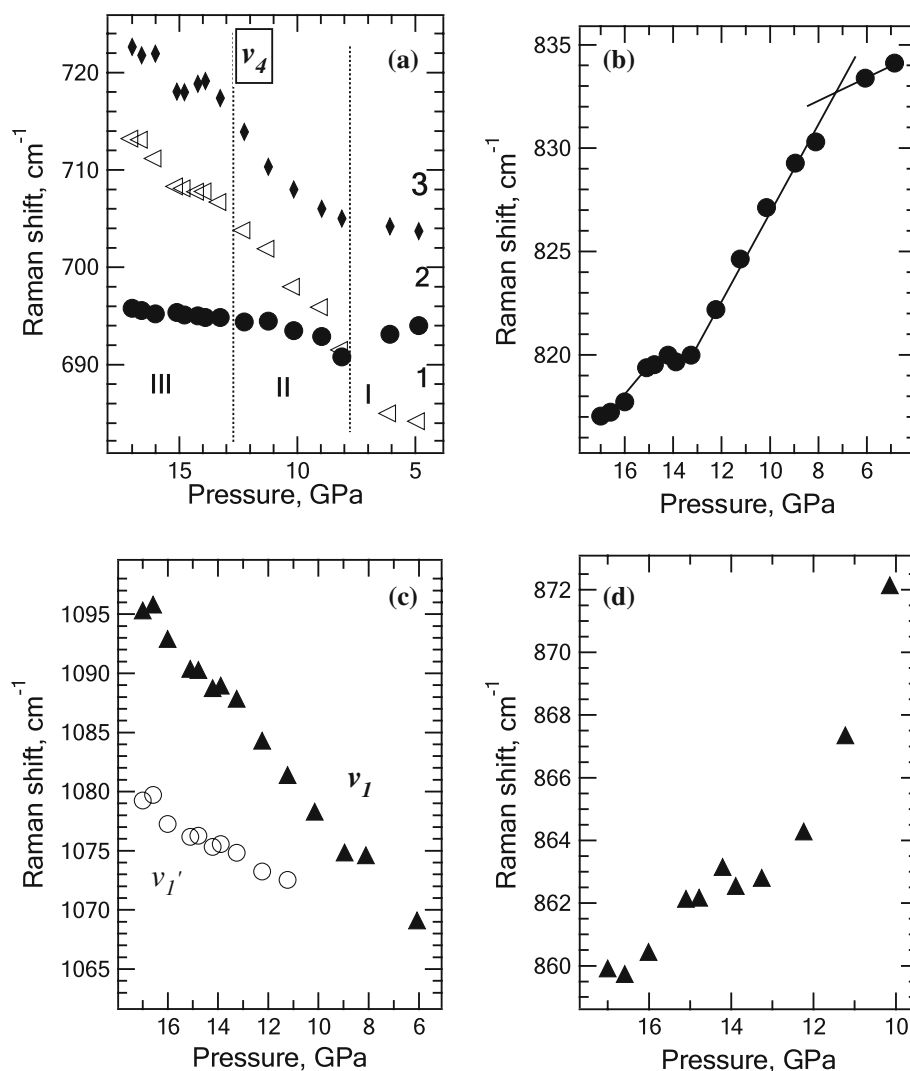 (a)
ν4
720
710
700
690
Raman shift, cm-1
3
2
1
III
II
I
15
10
5
Pressure, GPa
(b)
835
830
825
820
Raman shift, cm-1
16
14
12
10
8
6
Pressure, GPa
(c)
1095
1090
1085
1080
1075
1070
1065
Raman shift, cm-1
ν1
ν1'
16
14
12
10
8
6
Pressure, GPa
(d)
872
870
868
866
864
862
860
Raman shift, cm-1
16
14
12
10
Pressure, GPa